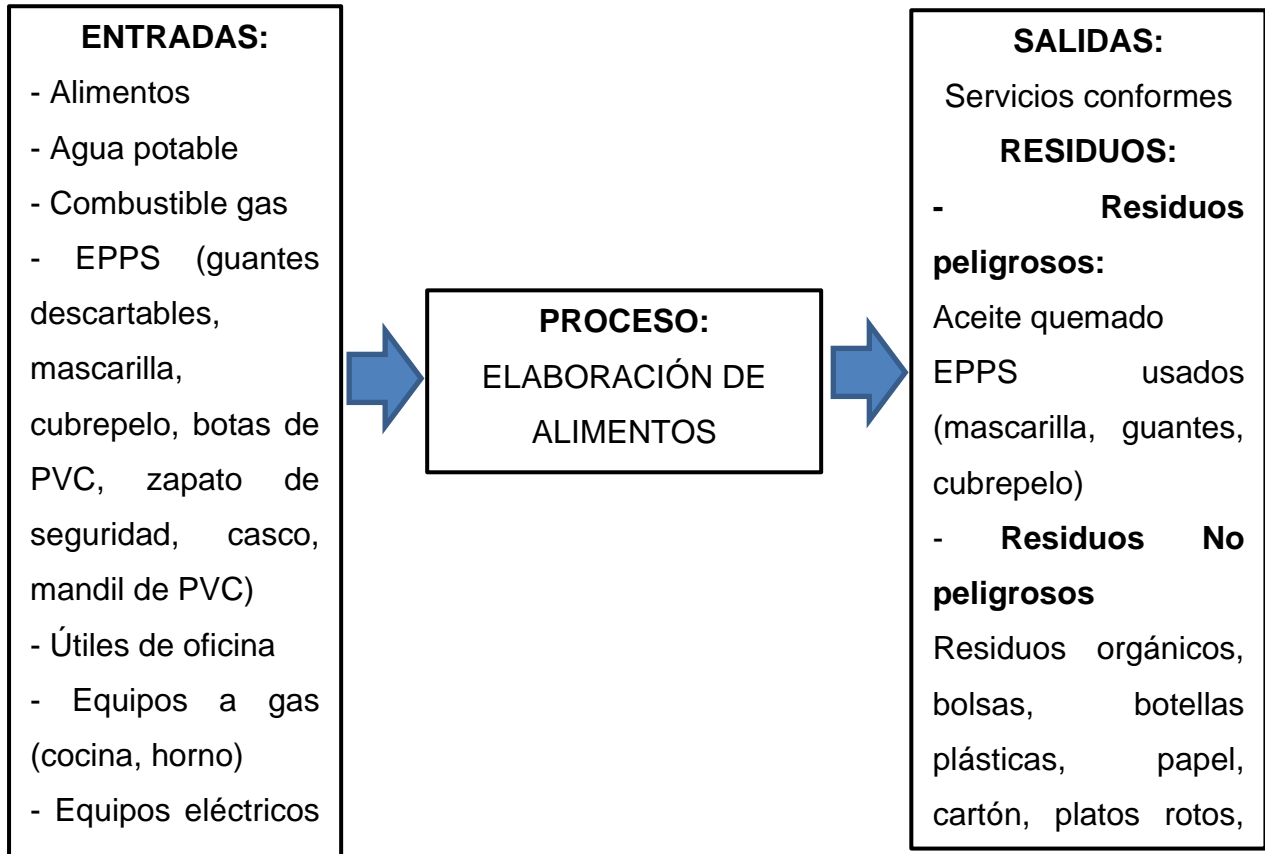 ENTRADAS:
- Alimentos
- Agua potable
- Combustible gas
- EPPS (guantes
descartables,
mascarilla,
cubrepelo, botas de
PVC, zapato de
seguridad, casco,
mandil de PVC)
- Útiles de oficina
- Equipos a gas
(cocina, horno)
- Equipos eléctricos
PROCESO:
ELABORACIÓN DE
ALIMENTOS
SALIDAS:
Servicios conformes
RESIDUOS:
- Residuos
peligrosos:
Aceite quemado
EPPS usados
(mascarilla, guantes,
cubrepelo)
- Residuos No
peligrosos
Residuos orgánicos,
bolsas, botellas
plásticas, papel,
cartón, platos rotos,